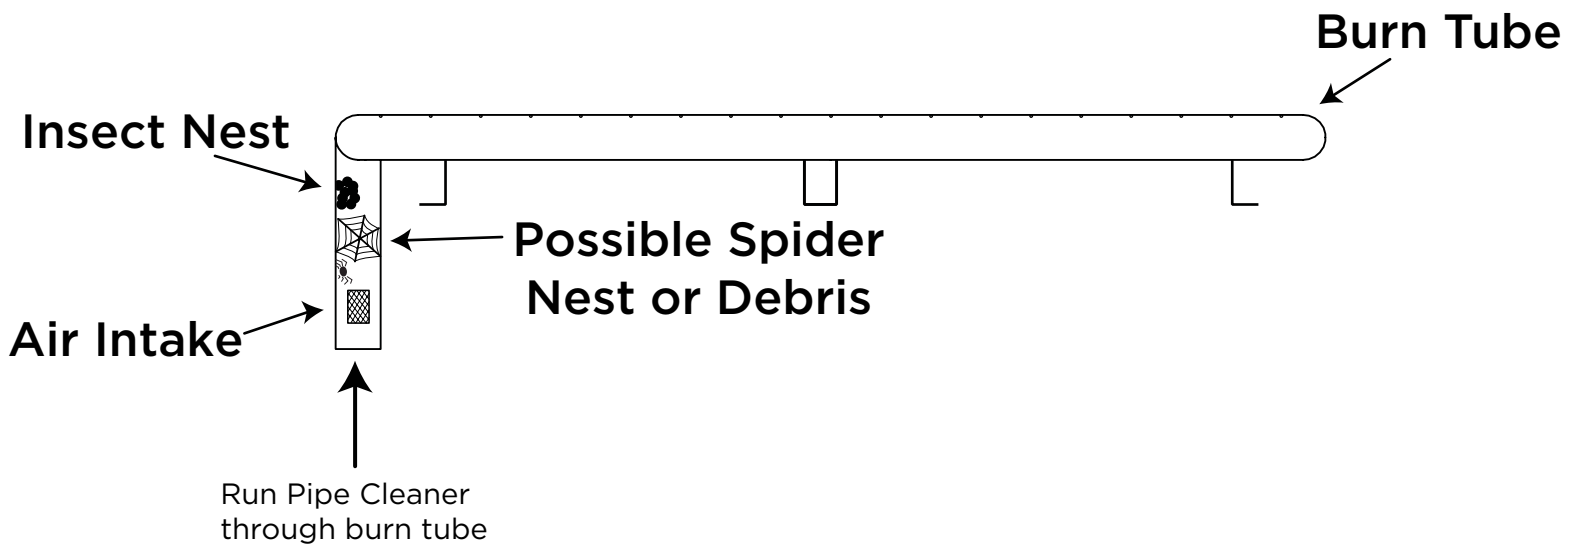 Burn Tube
Insect Nest
Possible Spider
Nest or Debris
Air Intake
Run Pipe Cleaner
through burn tube